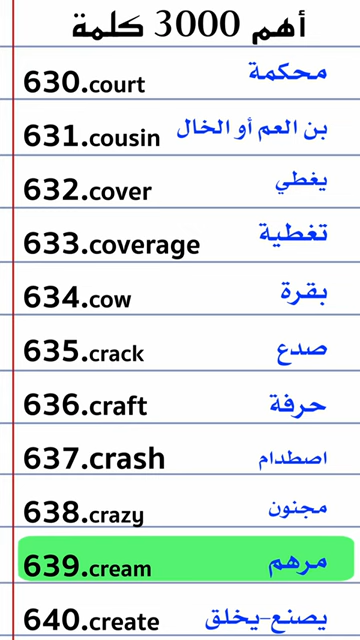 أهم 3000 كلمة
630.court محكمة
631.cousin بن العم أو الخال
632.cover يغطي
633.coverage تغطية
634.cow بقرة
635.crack صدع
636.craft حرفة
637.crash اصطدام
638.crazy مجنون
639.cream مرهم
640.create يصنع-يخلق